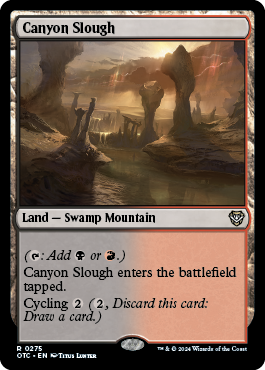 Canyon Slough
Land — Swamp Mountain
(: Add or .)
Canyon Slough enters the battlefield
tapped.
Cycling 2 (2, Discard this card:
Draw a card.)
R 0275
OTC • EN Titus Lunter
™ & © 2024 Wizards of the Coast